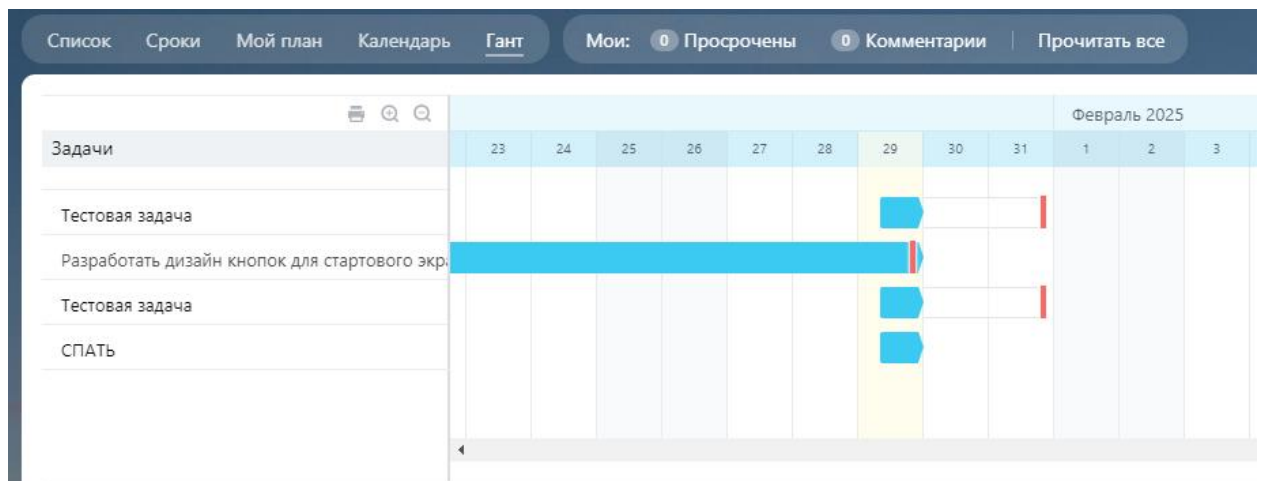 Список Сроки Мой план Календарь Гант Мои: 0 Просрочены 0 Комментарии Прочитать все
Февраль 2025
Задачи 23 24 25 26 27 28 29 30 31 1 2 3
Тестовая задача
Разработать дизайн кнопок для стартового экр
Тестовая задача
СПАТЬ